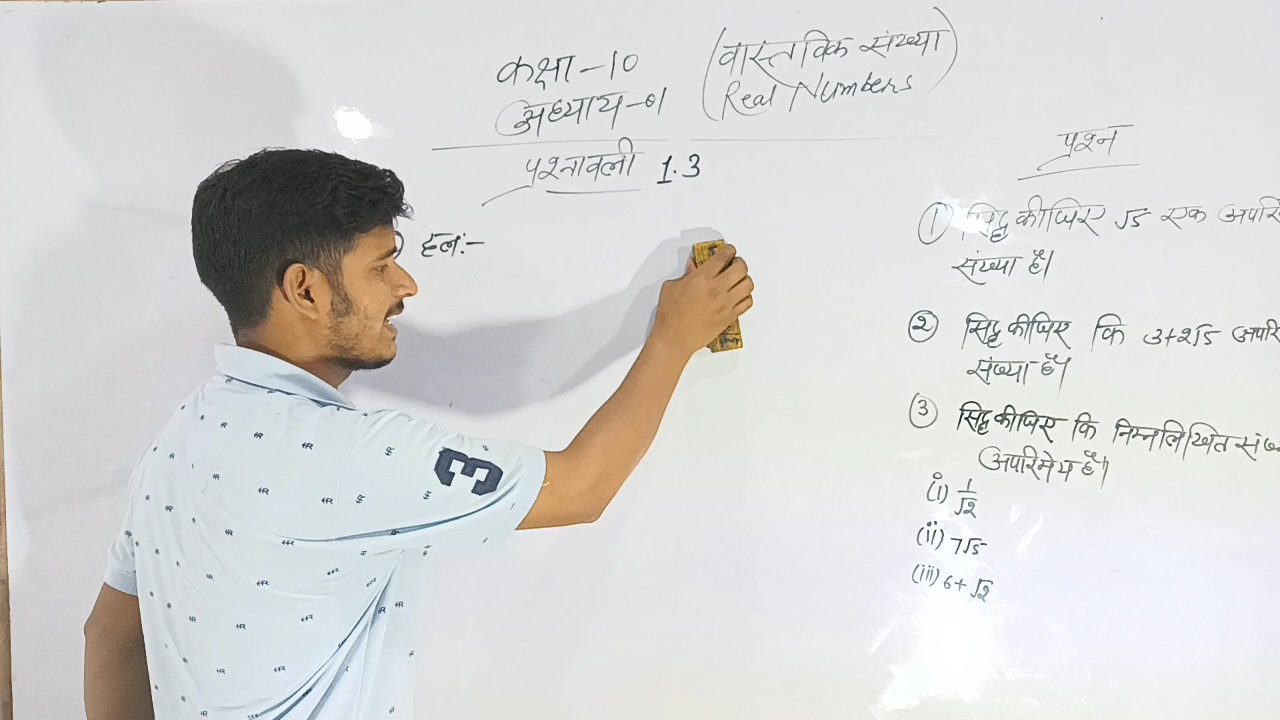 कक्षा-10 (वास्तविक संख्या)
अध्याय-01 Real Numbers
प्रश्नावली 1.3
हल:-
प्रश्न
① सिद्ध कीजिए √5 एक अपरि
संख्या है।
② सिद्ध कीजिए कि 3+2√5 अपरि
संख्या है।
③ सिद्ध कीजिए कि निम्नलिखित संख्
अपरिमेय है।
(i) 1/√2
(ii) 7√5
(iii) 6+√2
3